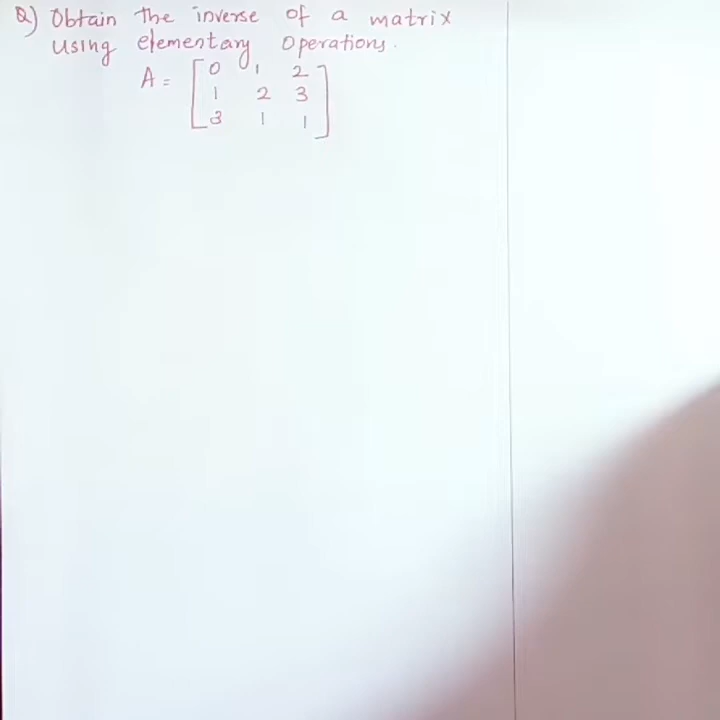 Q) Obtain the inverse of a matrix
using elementary operations.
0 1 2
A = 1 2 3
3 1 1